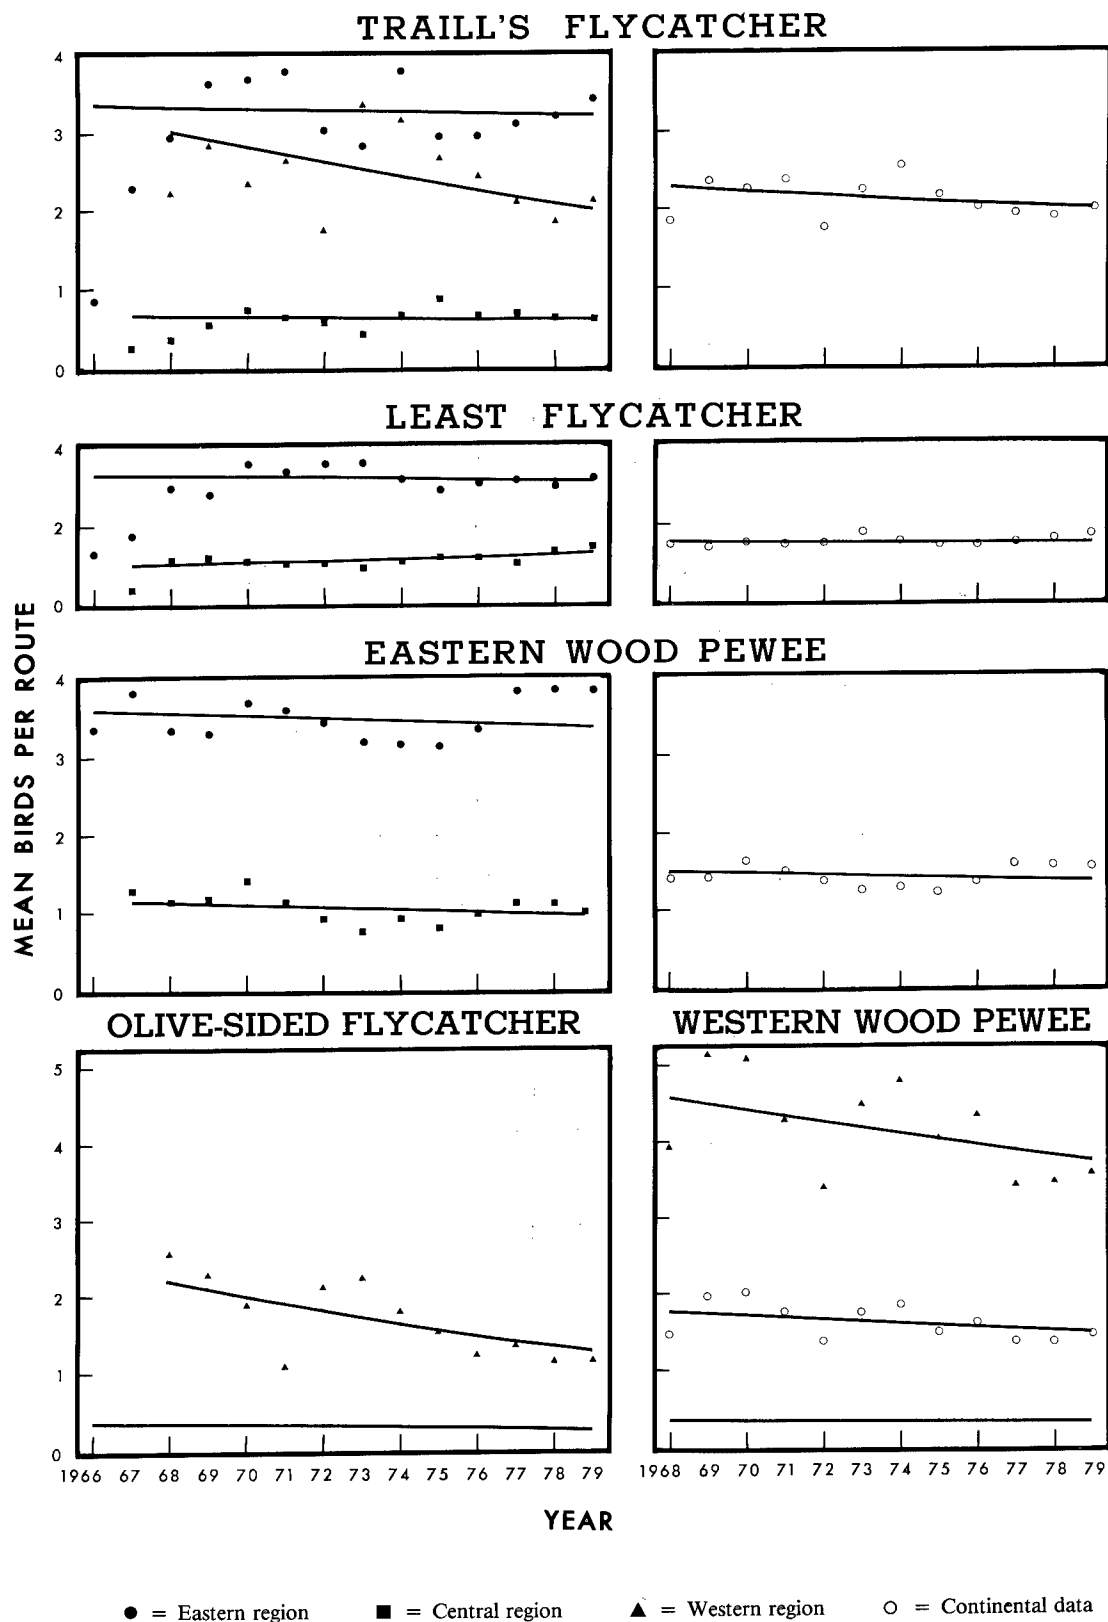 TRAILL'S FLYCATCHER
4
3
2
1
0
LEAST FLYCATCHER
4
2
0
EASTERN WOOD PEWEE
4
3
2
1
0
MEAN BIRDS PER ROUTE
OLIVE-SIDED FLYCATCHER WESTERN WOOD PEWEE
5
4
3
2
1
0
1966 67 68 69 70 71 72 73 74 75 76 77 78 79 1968 69 70 71 72 73 74 75 76 77 78 79
YEAR
● = Eastern region ■ = Central region ▲ = Western region ○ = Continental data